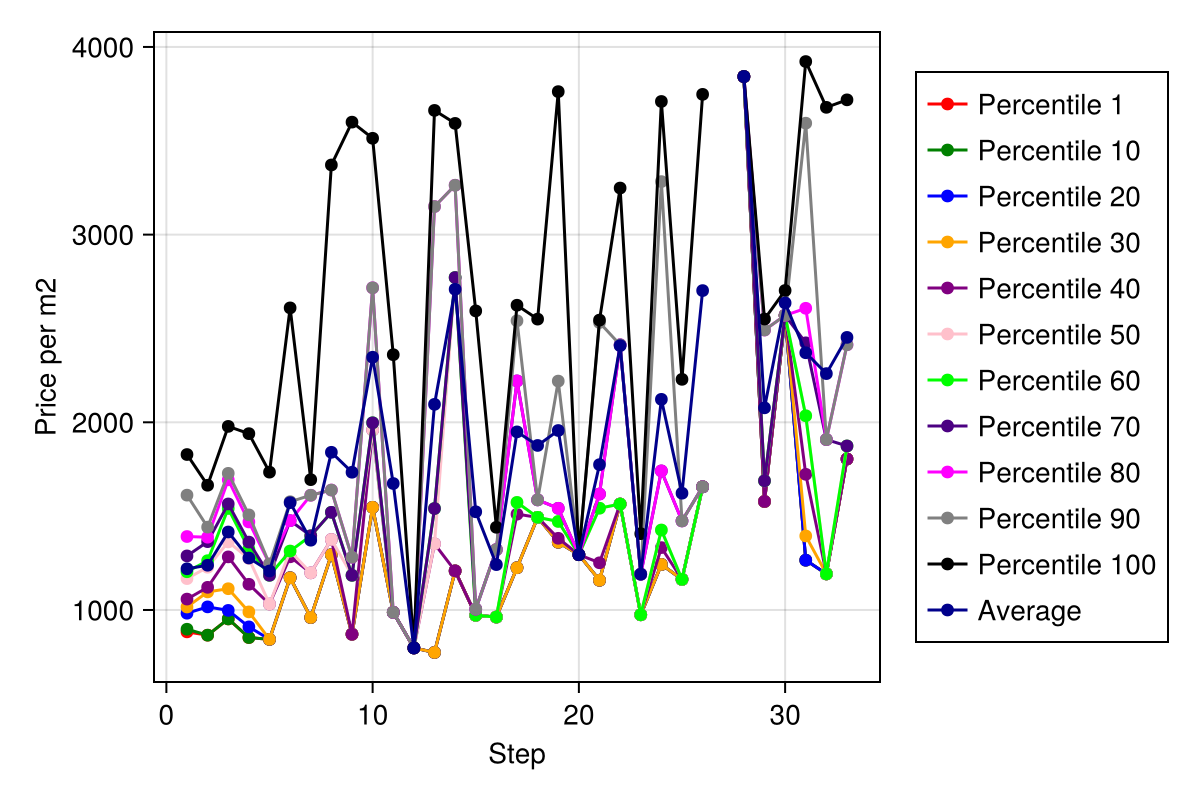 4000
3000
2000
1000
Price per m2
0 10 20 30
Step
Percentile 1
Percentile 10
Percentile 20
Percentile 30
Percentile 40
Percentile 50
Percentile 60
Percentile 70
Percentile 80
Percentile 90
Percentile 100
Average